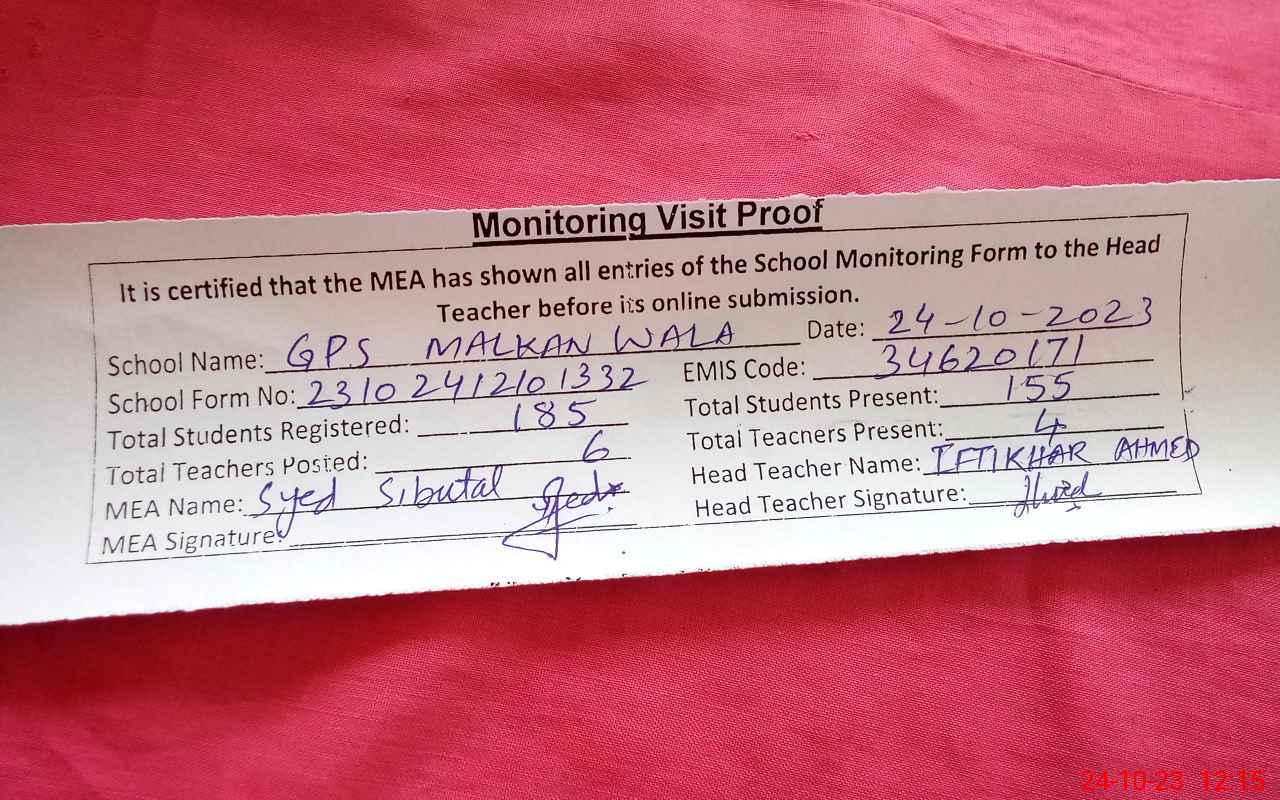 Monitoring Visit Proof
It is certified that the MEA has shown all entries of the School Monitoring Form to the Head
Teacher before its online submission.
School Name: GPS MALKAN WALA Date: 24-10-2023
School Form No: 23102412101332 EMIS Code: 34620171
Total Students Registered: 185 Total Students Present: 155
Total Teachers Posted: 6 Total Teachers Present: 4
MEA Name: Syed Sibutal Head Teacher Name: IFTIKHAR AHMED
MEA Signature: Head Teacher Signature:
24-10-23 12:15